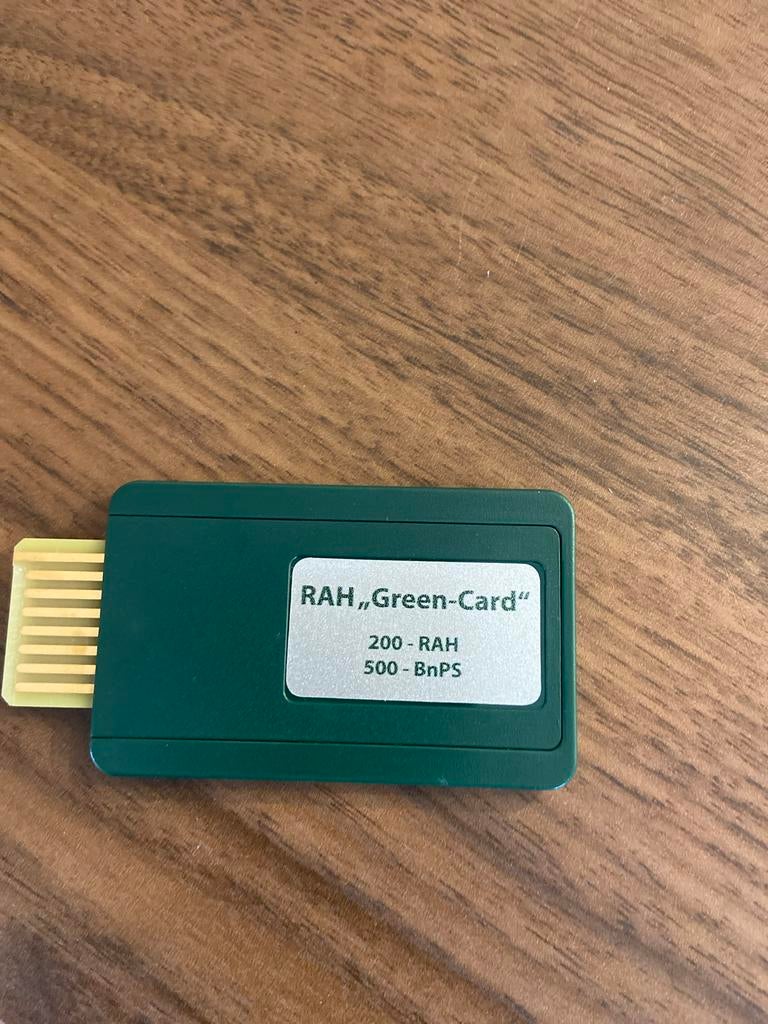 RAH „Green-Card“
200 - RAH
500 - BnPS